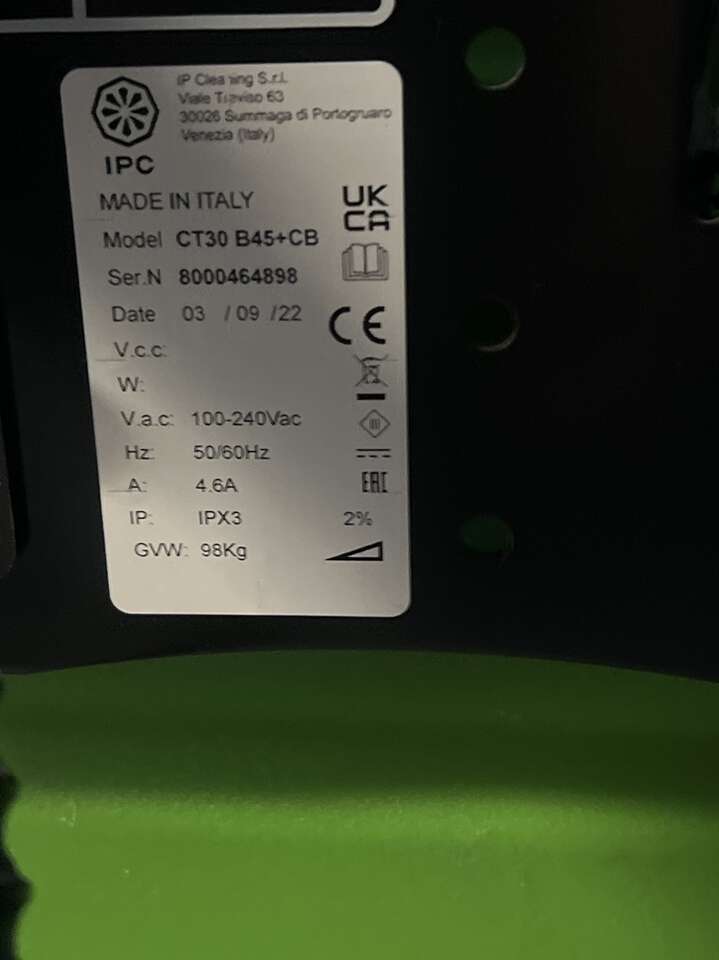 IP Cleaning S.r.l.
Viale Treviso 63
30026 Summaga di Portogruaro
Venezia (Italy)
IPC
MADE IN ITALY
UK
CA
Model CT30 B45+CB
Ser.N 8000464898
Date 03 / 09 /22
CE
V.c.c:
W:
V.a.c: 100-240Vac
III
Hz: 50/60Hz
A: 4.6A
EAC
IP: IPX3
2%
GVW: 98Kg